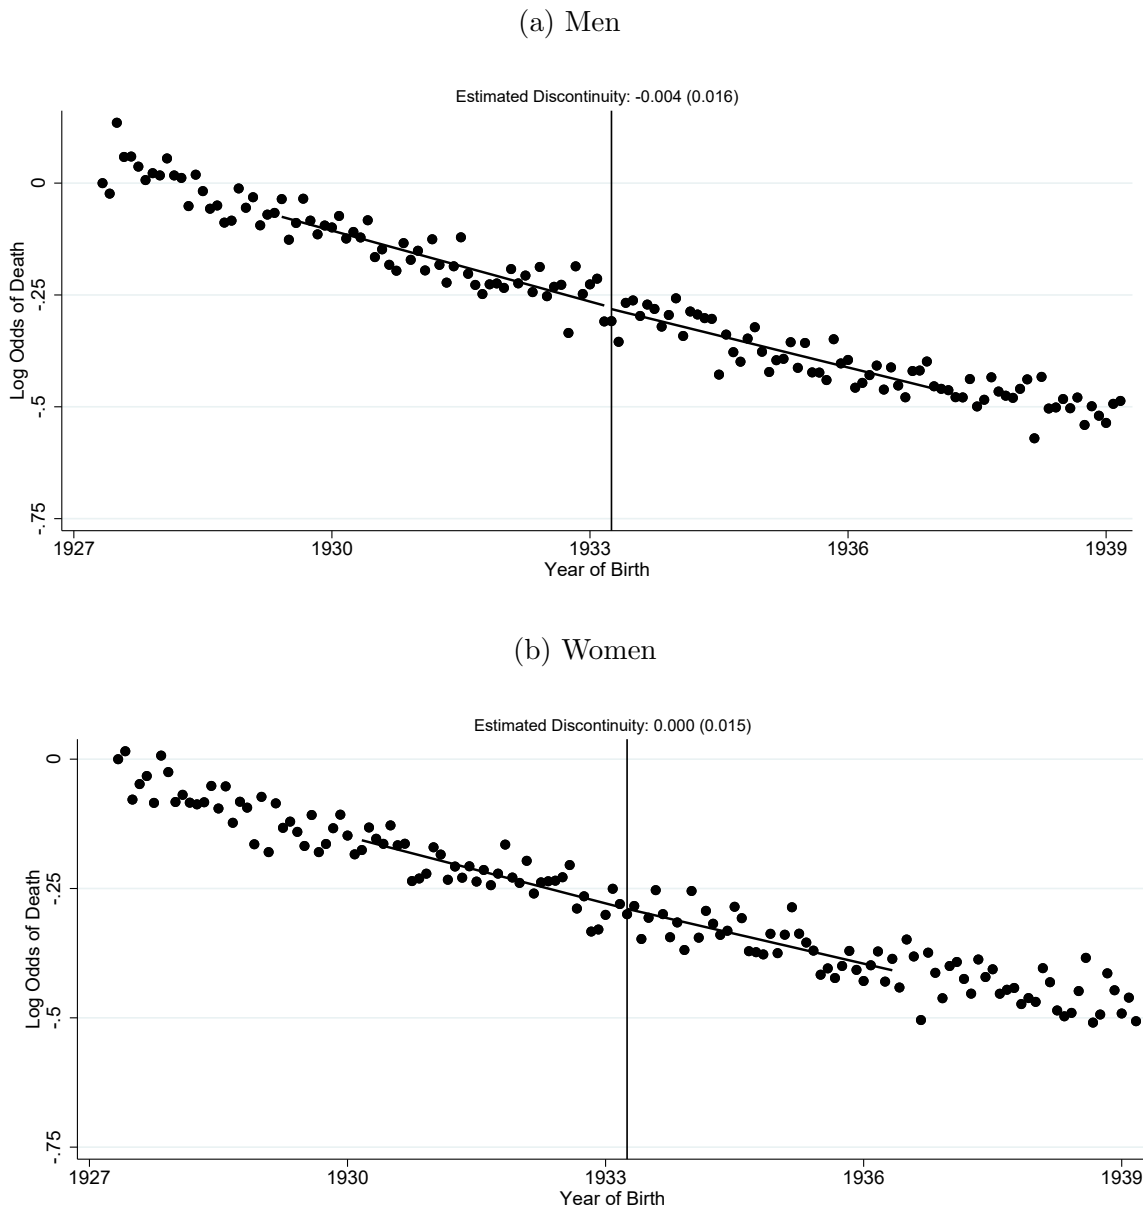 (a) Men
Estimated Discontinuity: -0.004 (0.016)
0
-.25
-.5
-.75
Log Odds of Death
1927 1930 1933 1936 1939
Year of Birth
(b) Women
Estimated Discontinuity: 0.000 (0.015)
0
-.25
-.5
-.75
Log Odds of Death
1927 1930 1933 1936 1939
Year of Birth